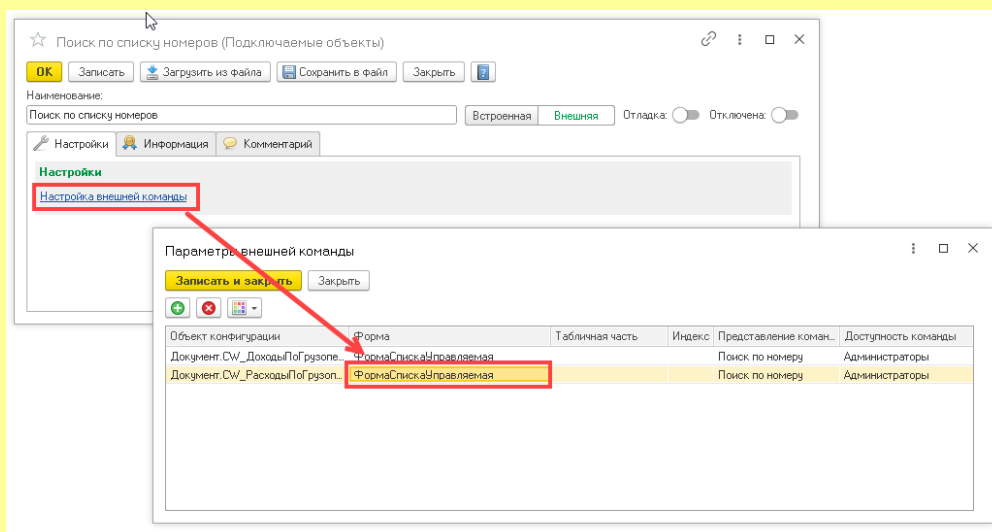 Поиск по списку номеров (Подключаемые объекты)
ОК Записать Загрузить из файла Сохранить в файл Закрыть ?
Наименование:
Поиск по списку номеров Встроенная Внешняя Отладка: Отключена:
Настройки Информация Комментарий
Настройки
Настройка внешней команды
Параметры внешней команды
Записать и закрыть Закрыть
Объект конфигурации Форма Табличная часть Индекс Представление коман... Доступность команды
Документ.CW_ДоходыПоГрузопе... ФормаСпискаУправляемая Поиск по номеру Администраторы
Документ.CW_РасходыПоГрузоп... ФормаСпискаУправляемая Поиск по номеру Администраторы